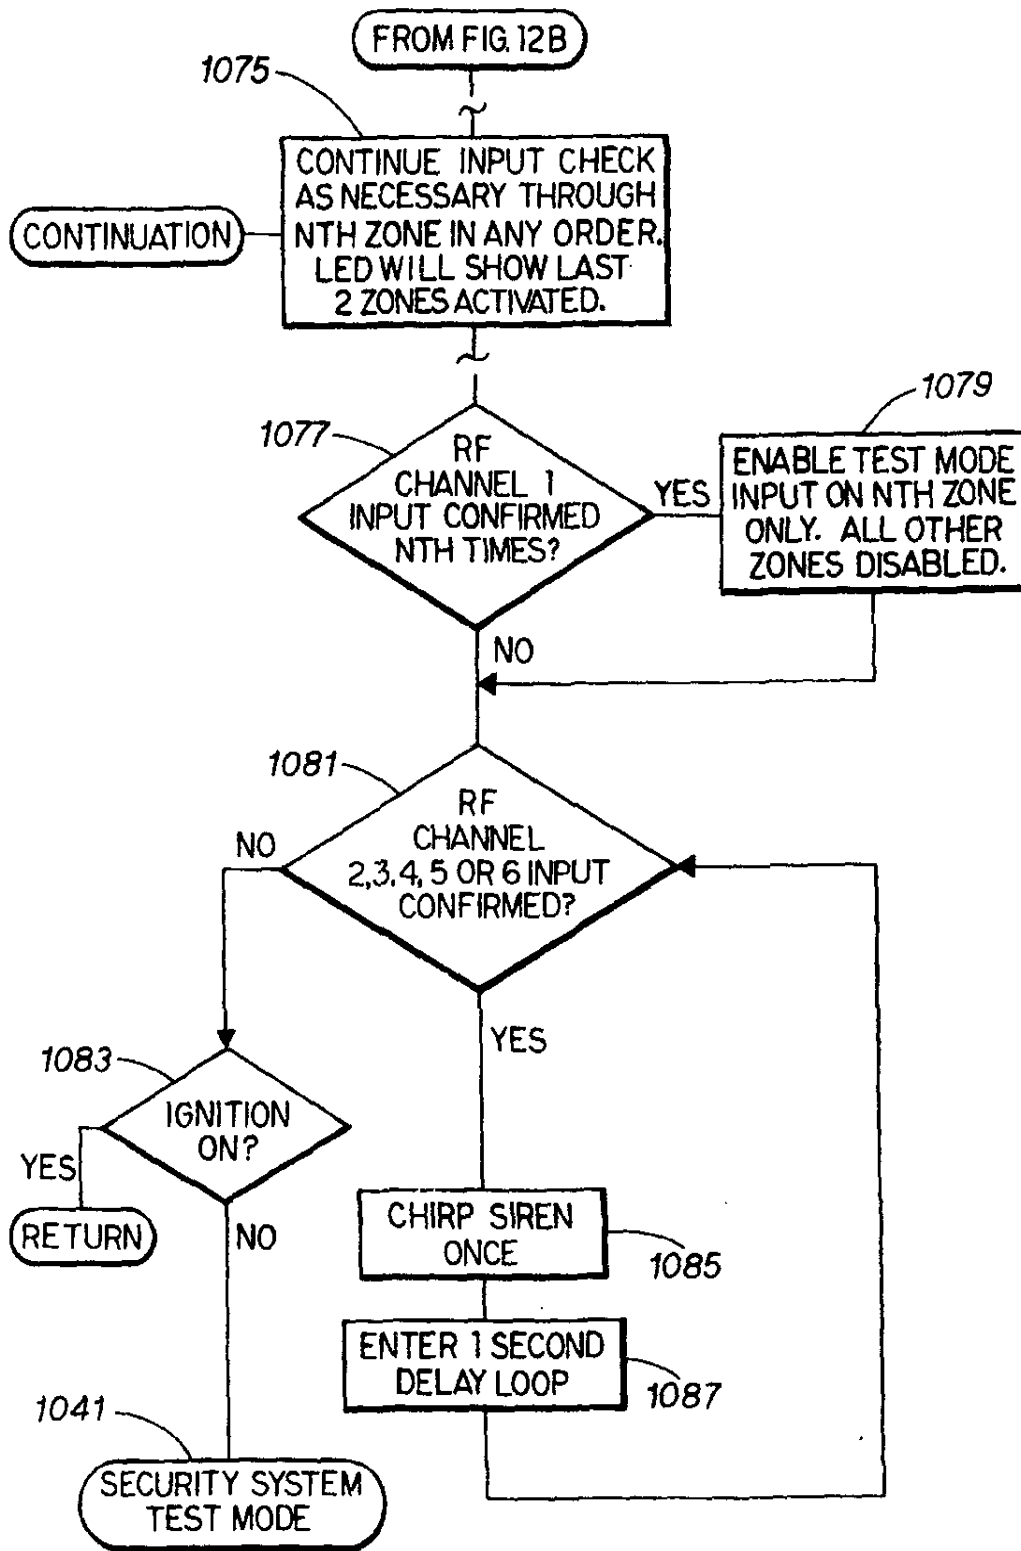 FROM FIG. 12B
1075
CONTINUE INPUT CHECK
AS NECESSARY THROUGH
NTH ZONE IN ANY ORDER.
LED WILL SHOW LAST
2 ZONES ACTIVATED.
CONTINUATION
1077
RF
CHANNEL 1
INPUT CONFIRMED
NTH TIMES?
YES
1079
ENABLE TEST MODE
INPUT ON NTH ZONE
ONLY. ALL OTHER
ZONES DISABLED.
NO
1081
RF
CHANNEL
2,3,4,5 OR 6 INPUT
CONFIRMED?
NO
YES
1083
IGNITION
ON?
YES
RETURN
NO
CHIRP SIREN
ONCE
1085
ENTER 1 SECOND
DELAY LOOP
1087
1041
SECURITY SYSTEM
TEST MODE